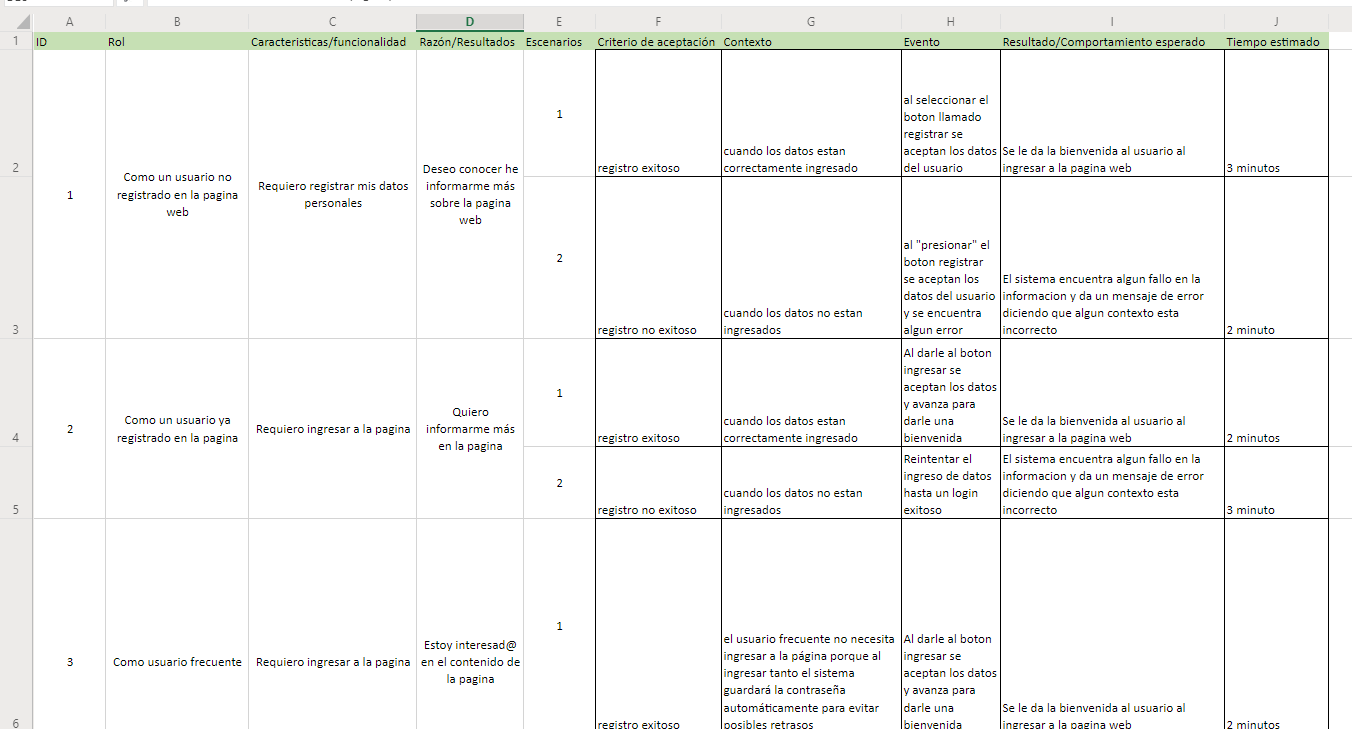 A B C D E F G H I J
1 ID Rol Caracteristicas/funcionalidad Razón/Resultados Escenarios Criterio de aceptación Contexto Evento Resultado/Comportamiento esperado Tiempo estimado
2
3
1
Como un usuario no
registrado en la pagina
web
Requiero registrar mis datos
personales
Deseo conocer he
informarme más
sobre la pagina
web
1
registro exitoso
cuando los datos estan
correctamente ingresado
al seleccionar el
boton llamado
registrar se
aceptan los datos
del usuario
Se le da la bienvenida al usuario al
ingresar a la pagina web
3 minutos
2
registro no exitoso
cuando los datos no estan
ingresados
al "presionar" el
boton registrar
se aceptan los
datos del usuario
y se encuentra
algun error
El sistema encuentra algun fallo en la
informacion y da un mensaje de error
diciendo que algun contexto esta
incorrecto
2 minuto
4
5
2
Como un usuario ya
registrado en la pagina
Requiero ingresar a la pagina
Quiero
informarme más
en la pagina
1
registro exitoso
cuando los datos estan
correctamente ingresado
Al darle al boton
ingresar se
aceptan los datos
y avanza para
darle una
bienvenida
Se le da la bienvenida al usuario al
ingresar a la pagina web
2 minutos
2
registro no exitoso
cuando los datos no estan
ingresados
Reintentar el
ingreso de datos
hasta un login
exitoso
El sistema encuentra algun fallo en la
informacion y da un mensaje de error
diciendo que algun contexto esta
incorrecto
3 minuto
6
3
Como usuario frecuente
Requiero ingresar a la pagina
Estoy interesad@
en el contenido de
la pagina
1
registro exitoso
el usuario frecuente no necesita
ingresar a la página porque al
ingresar tanto el sistema
guardará la contraseña
automáticamente para evitar
posibles retrasos
Al darle al boton
ingresar se
aceptan los datos
y avanza para
darle una
bienvenida
Se le da la bienvenida al usuario al
ingresar a la pagina web
2 minutos